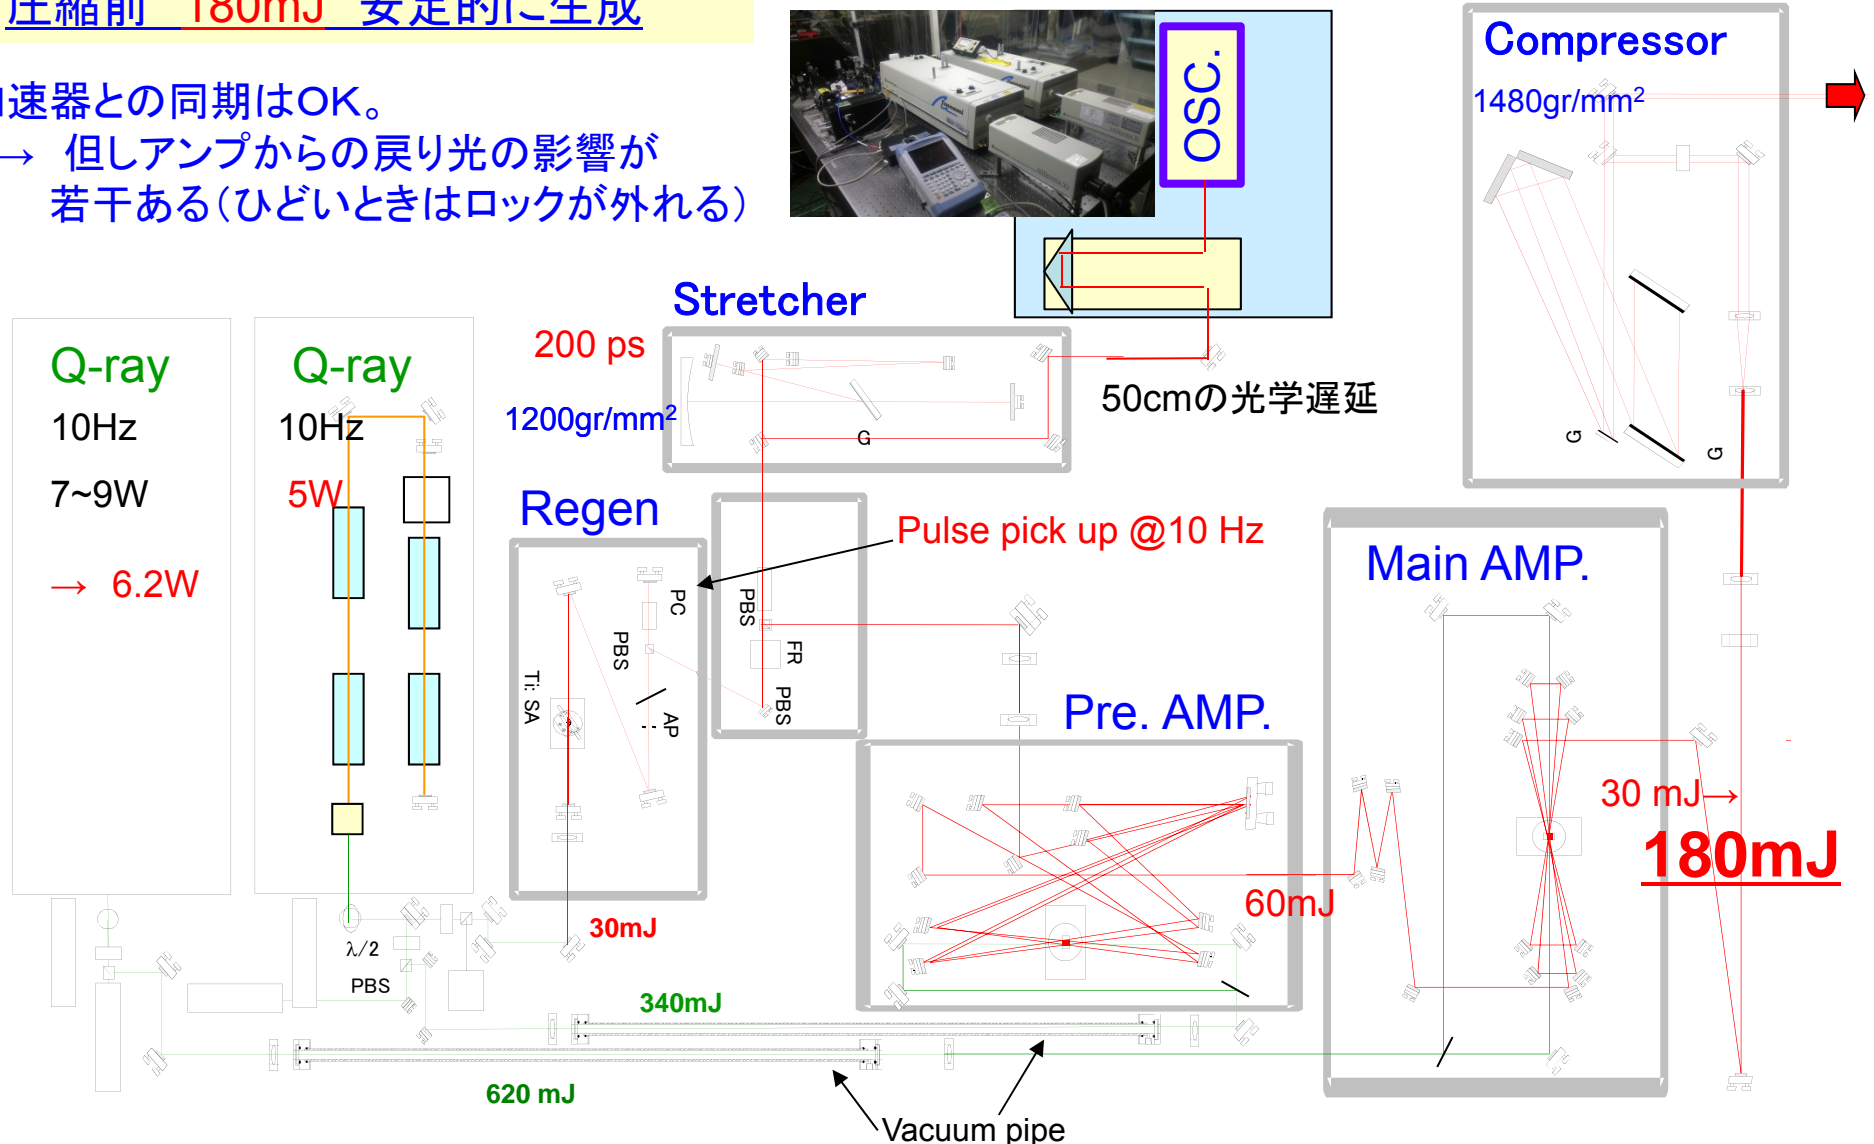 圧縮前 180mJ 安定的に生成
速器との同期はOK。
→ 但しアンプからの戻り光の影響が
若干ある(ひどいときはロックが外れる)
OSC.
Compressor
1480gr/mm2
Stretcher
200 ps
1200gr/mm2
G
50cmの光学遅延
G
G
Q-ray
10Hz
7~9W
→ 6.2W
Q-ray
10Hz
5W
Regen
Pulse pick up @10 Hz
PC
PBS
Ti: SA
AP
PBS
FR
PBS
Main AMP.
Pre. AMP.
30 mJ→
180mJ
60mJ
30mJ
λ/2
PBS
340mJ
620 mJ
Vacuum pipe